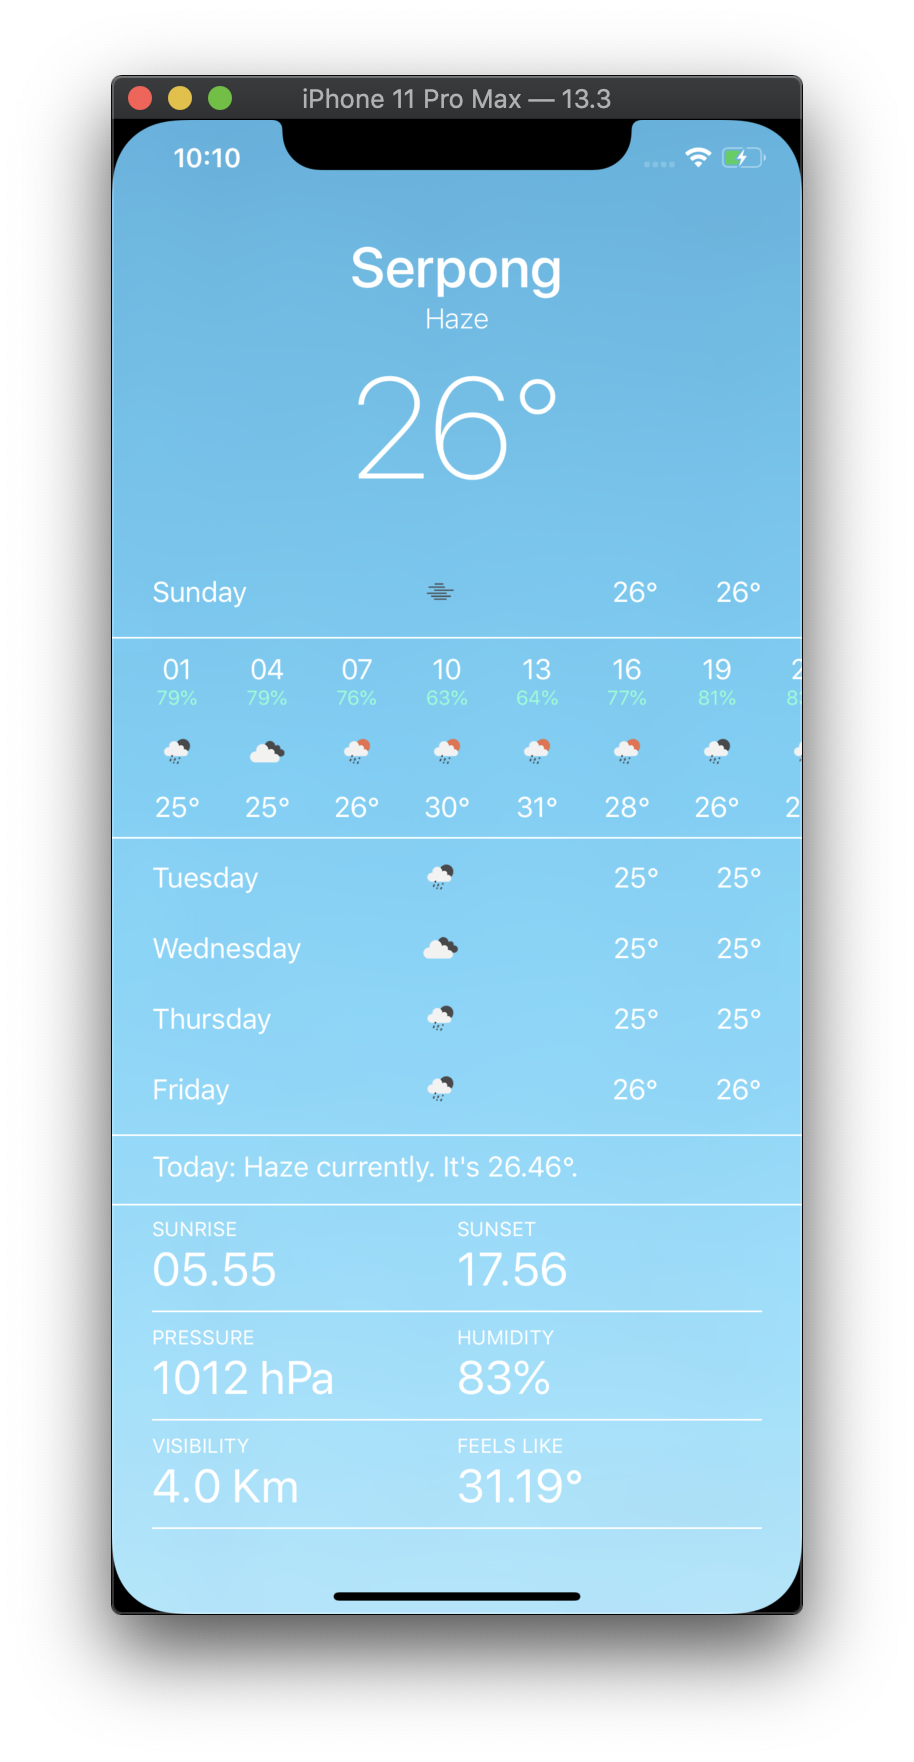 iPhone 11 Pro Max — 13.3
10:10
Serpong
Haze
26°
Sunday 26° 26°
01 04 07 10 13 16 19
79% 79% 76% 63% 64% 77% 81%
25° 25° 26° 30° 31° 28° 26°
Tuesday 25° 25°
Wednesday 25° 25°
Thursday 25° 25°
Friday 26° 26°
Today: Haze currently. It's 26.46°.
SUNRISE SUNSET
05.55 17.56
PRESSURE HUMIDITY
1012 hPa 83%
VISIBILITY FEELS LIKE
4.0 Km 31.19°